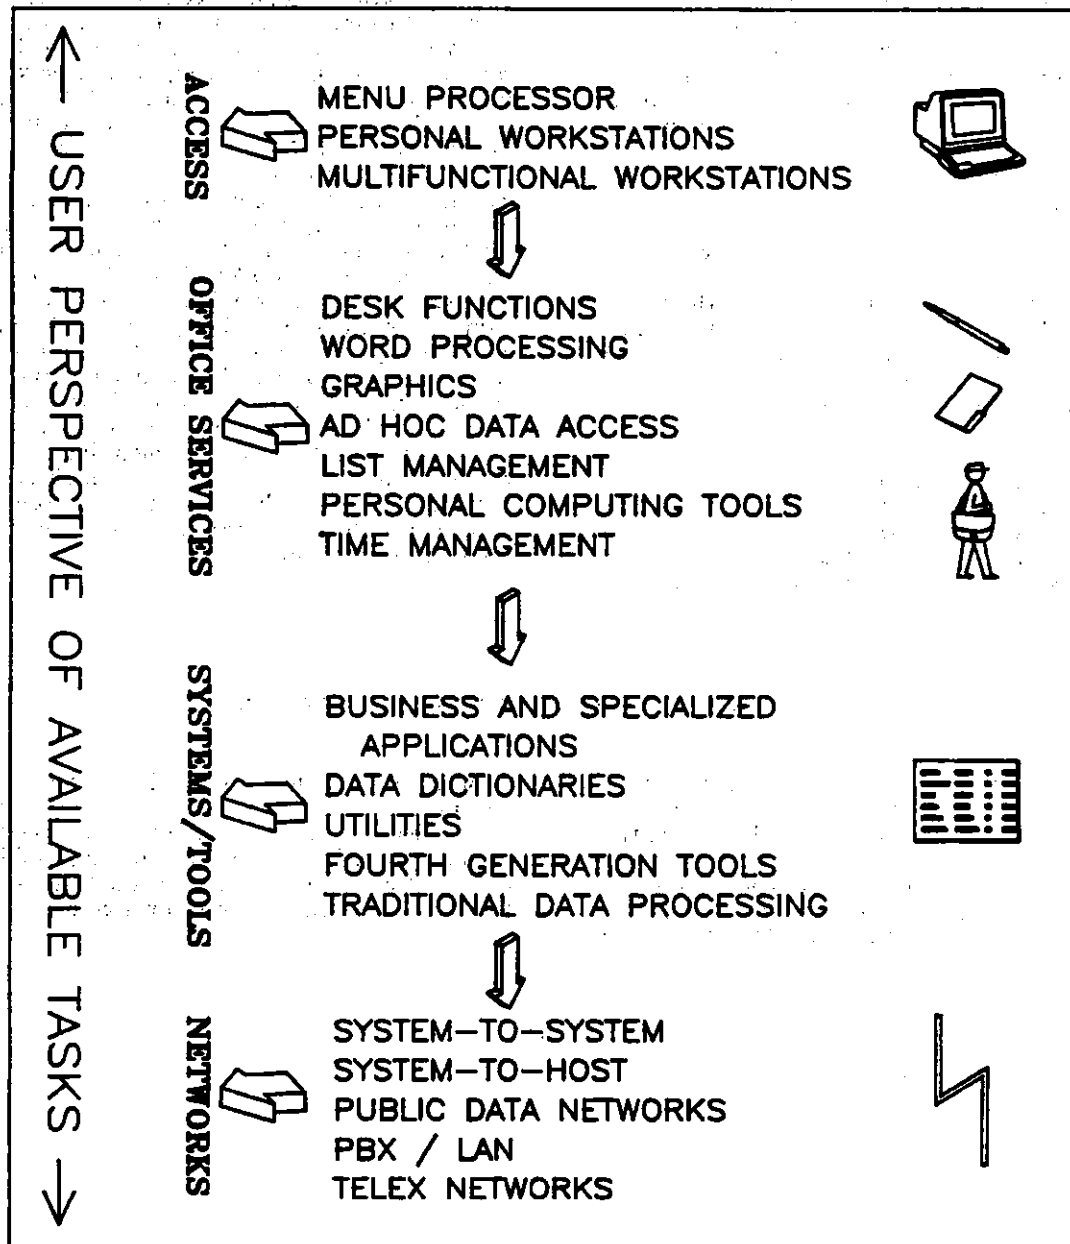 ← USER PERSPECTIVE OF AVAILABLE TASKS →
ACCESS
MENU PROCESSOR
PERSONAL WORKSTATIONS
MULTIFUNCTIONAL WORKSTATIONS
OFFICE SERVICES
DESK FUNCTIONS
WORD PROCESSING
GRAPHICS
AD HOC DATA ACCESS
LIST MANAGEMENT
PERSONAL COMPUTING TOOLS
TIME MANAGEMENT
SYSTEMS/TOOLS
BUSINESS AND SPECIALIZED
APPLICATIONS
DATA DICTIONARIES
UTILITIES
FOURTH GENERATION TOOLS
TRADITIONAL DATA PROCESSING
NETWORKS
SYSTEM-TO-SYSTEM
SYSTEM-TO-HOST
PUBLIC DATA NETWORKS
PBX / LAN
TELEX NETWORKS